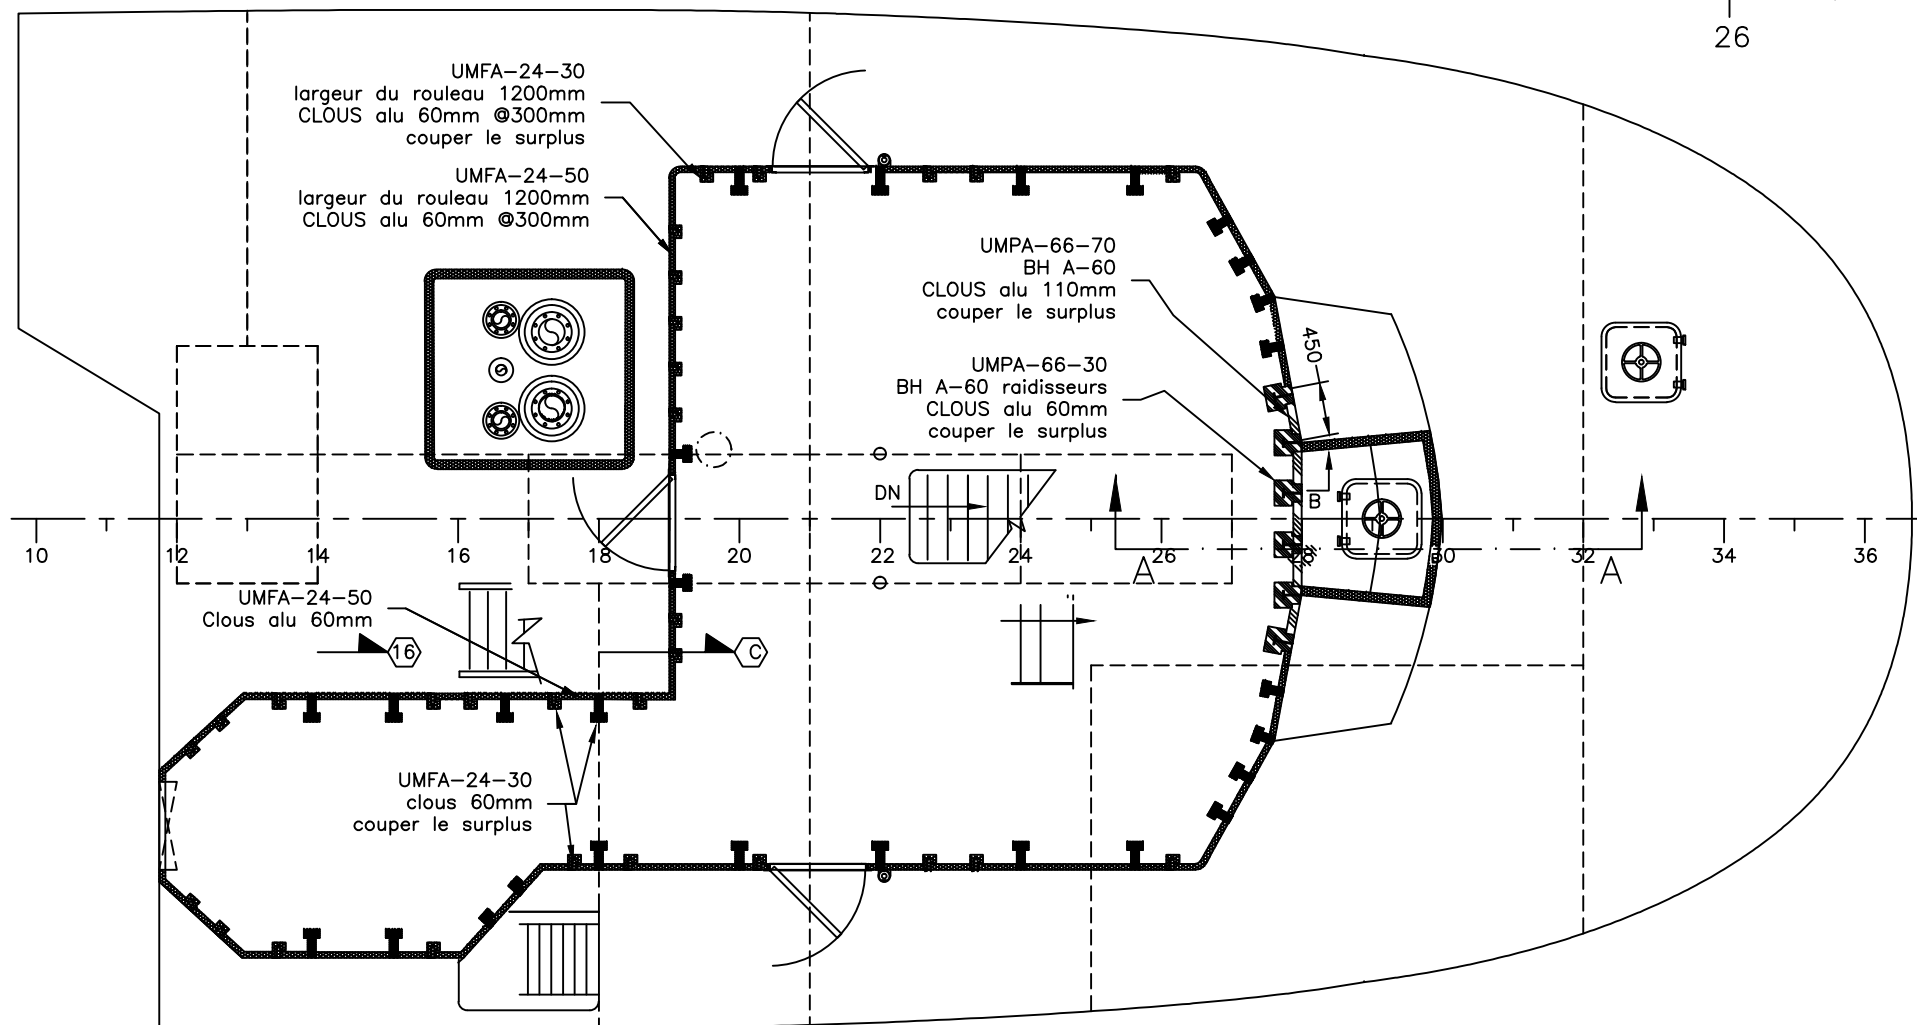 26
UMFA-24-30
largeur du rouleau 1200mm
CLOUS alu 60mm @300mm
couper le surplus
UMFA-24-50
largeur du rouleau 1200mm
CLOUS alu 60mm @300mm
UMPA-66-70
BH A-60
CLOUS alu 110mm
couper le surplus
450
UMPA-66-30
BH A-60 raidisseurs
CLOUS alu 60mm
couper le surplus
DN
B
10 12 14 16 18 20 22 24 26 28 30 32 34 36
A A
UMFA-24-50
Clous alu 60mm
16
C
UMFA-24-30
clous 60mm
couper le surplus